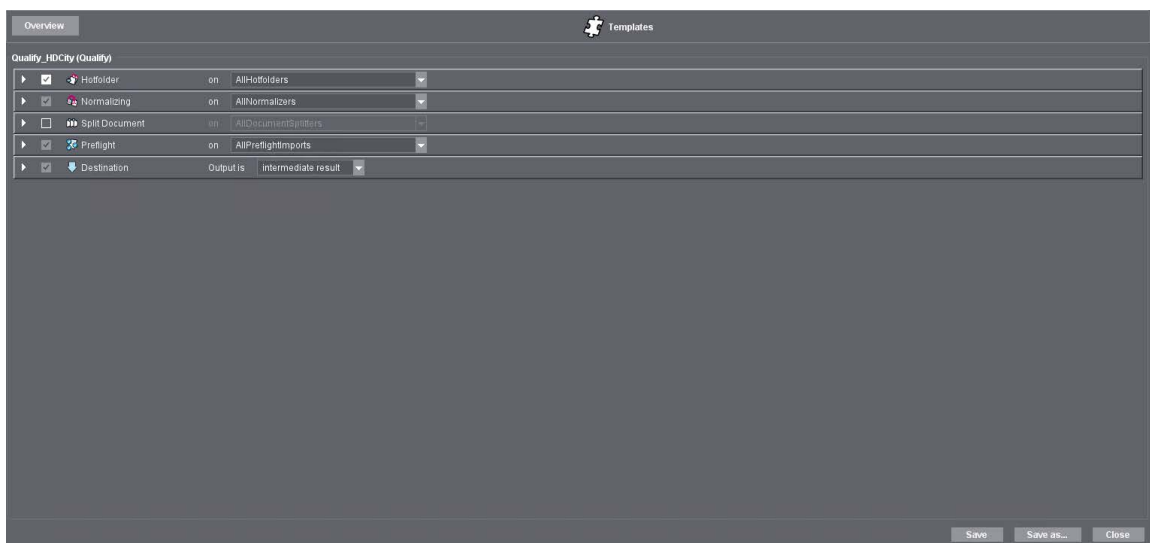 Overview
Templates
Qualify_HDCity (Qualify)
Hotfolder on AllHotfolders
Normalizing on AllNormalizers
Split Document on AllDocumentSplitters
Preflight on AllPreflightImports
Destination Output is intermediate result
Save Save as... Close